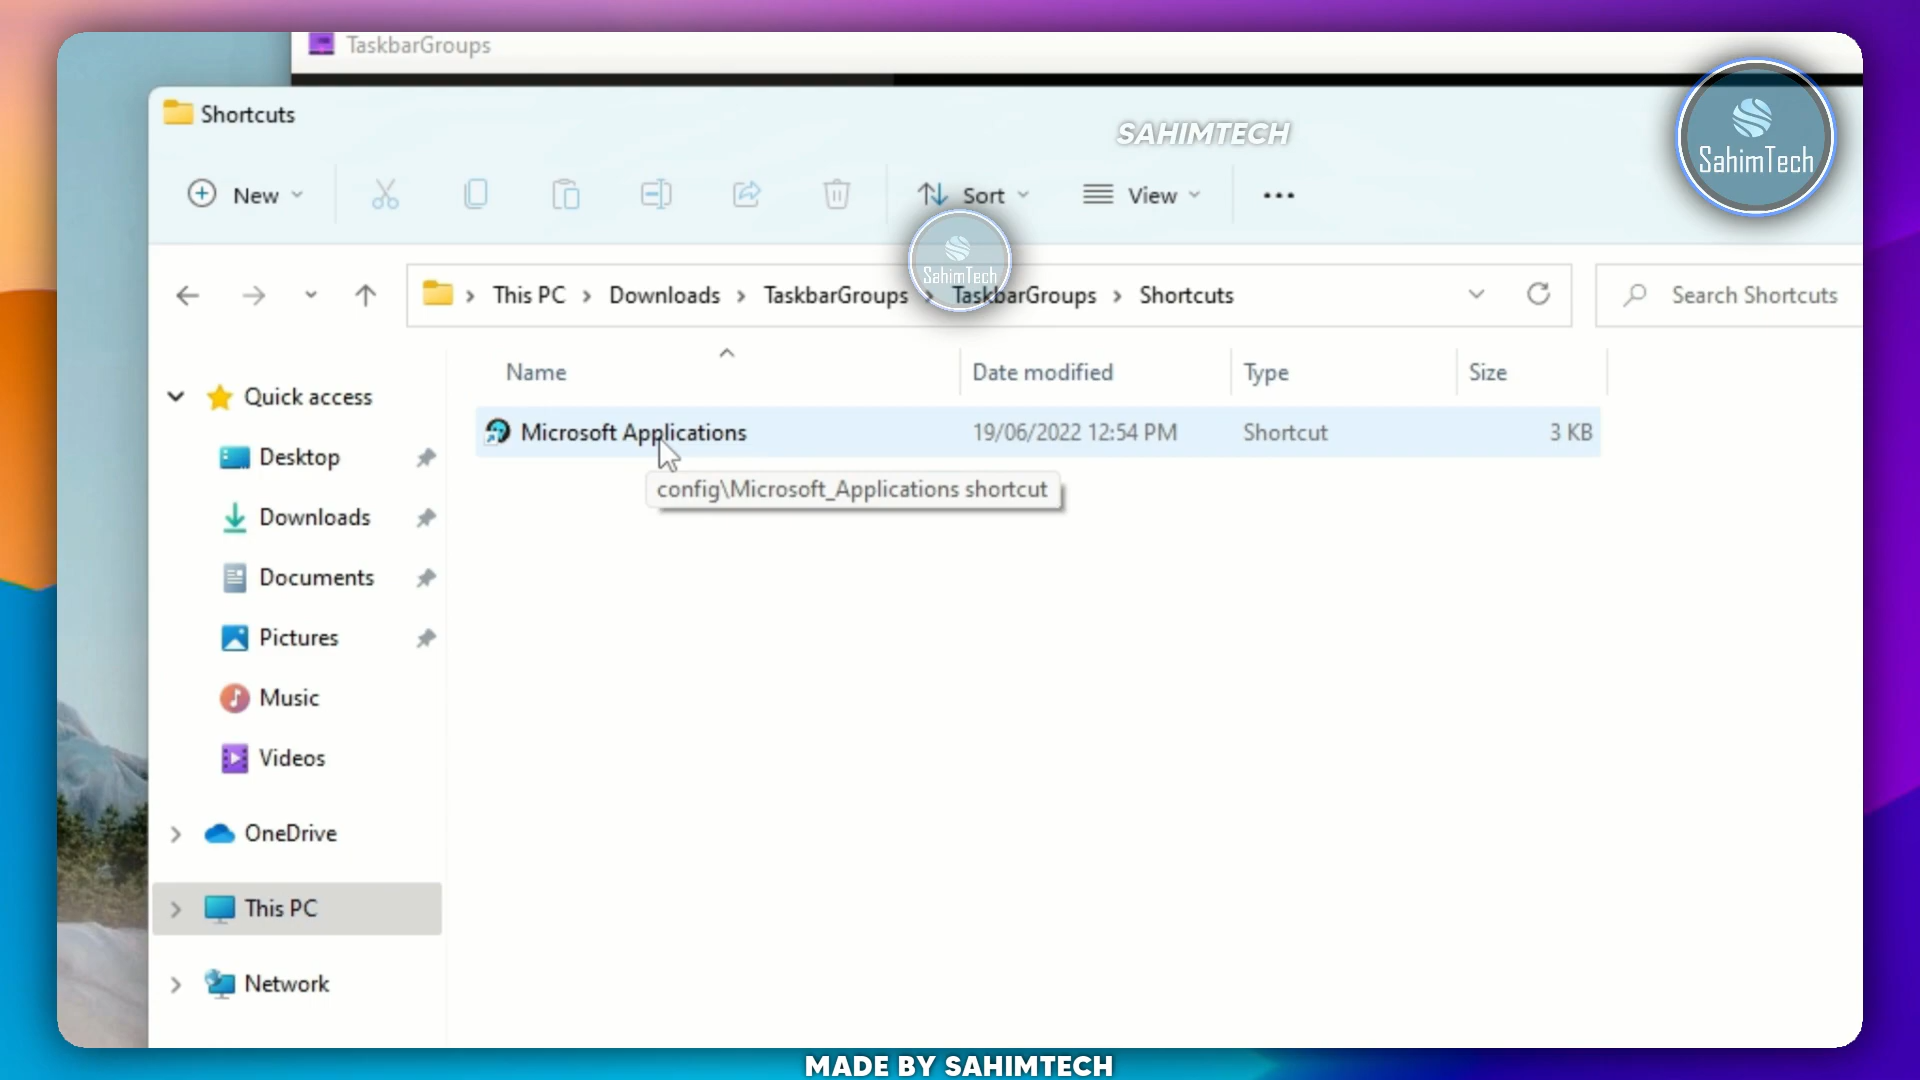 TaskbarGroups
Shortcuts
SAHIMTECH
SahimTech
New
Sort
View
SahimTech
This PC > Downloads > TaskbarGroups > TaskbarGroups > Shortcuts
Search Shortcuts
Name Date modified Type Size
Microsoft Applications 19/06/2022 12:54 PM Shortcut 3 KB
config\Microsoft_Applications shortcut
Quick access
Desktop
Downloads
Documents
Pictures
Music
Videos
OneDrive
This PC
Network
MADE BY SAHIMTECH